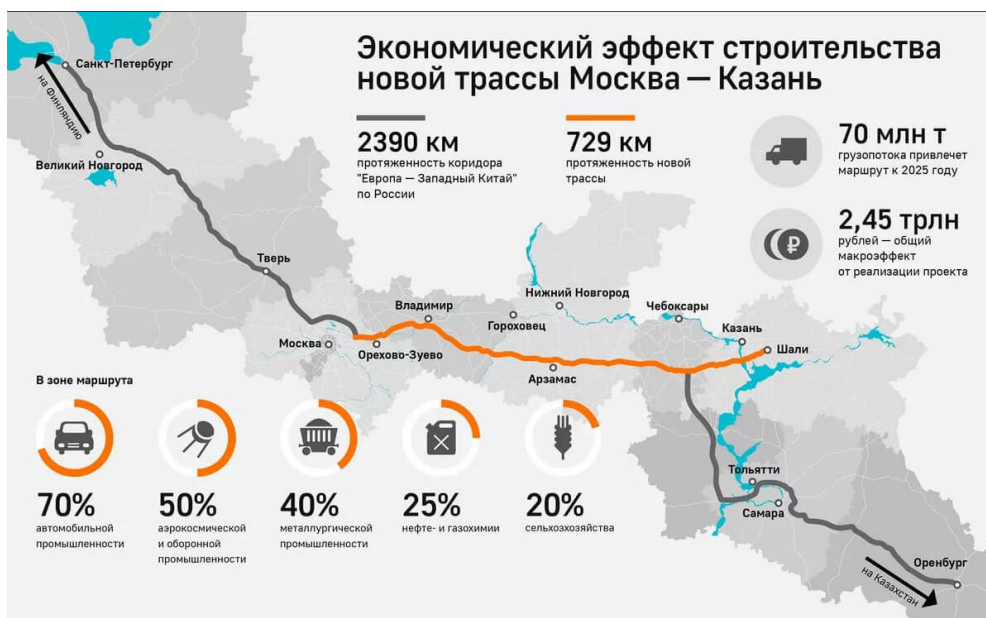 Экономический эффект строительства
новой трассы Москва — Казань
2390 км
протяженность коридора
"Европа — Западный Китай"
по России
729 км
протяженность новой
трассы
70 млн т
грузопотока привлечет
маршрут к 2025 году
2,45 трлн
рублей — общий
макроэффект
от реализации проекта
Санкт-Петербург
на Финляндию
Великий Новгород
Тверь
Москва
Орехово-Зуево
Владимир
Гороховец
Нижний Новгород
Арзамас
Чебоксары
Казань
Шали
Тольятти
Самара
Оренбург
на Казахстан
В зоне маршрута
70%
автомобильной
промышленности
50%
аэрокосмической
и оборонной
промышленности
40%
металлургической
промышленности
25%
нефте- и газохимии
20%
сельхозхозяйства